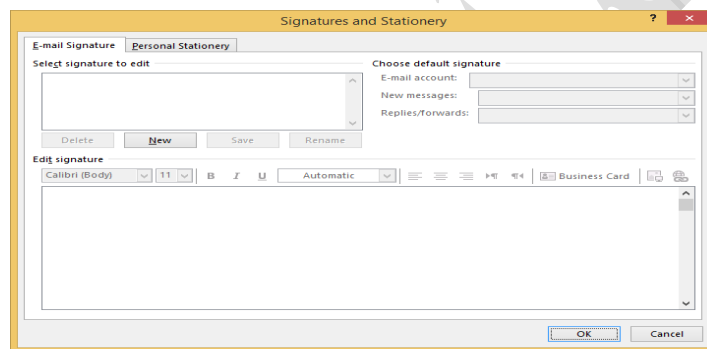 Signatures and Stationery
? ×
E-mail Signature Personal Stationery
Select signature to edit
Choose default signature
E-mail account:
New messages:
Replies/forwards:
Delete New Save Rename
Edit signature
Calibri (Body) 11 B I U Automatic Business Card
OK Cancel